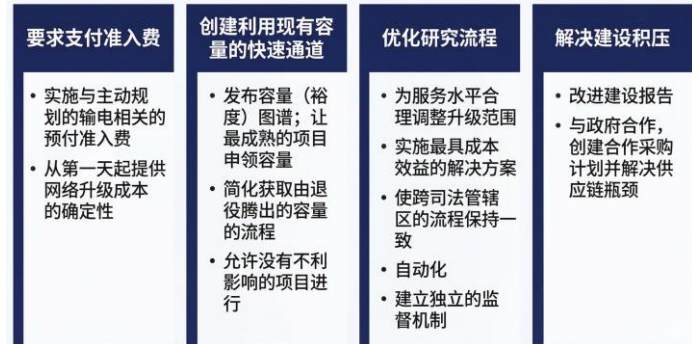 要求支付准入费
• 实施与主动规
划的输电相关的
预付准入费
• 从第一天起提供
网络升级成本
的确定性
创建利用现有容
量的快速通道
• 发布容量（裕
度）图谱；让
最成熟的项目
申领容量
• 简化获取由退
役腾出的容量
的流程
• 允许没有不利
影响的项目进
行
优化研究流程
• 为服务水平合
理调整升级范围
• 实施最具成本
效益的解决方案
• 使跨司法管辖
区的流程保持一
致
• 自动化
• 建立独立的监
督机制
解决建设积压
• 改进建设报告
• 与政府合作，
创建合作采购
计划并解决供
应链瓶颈